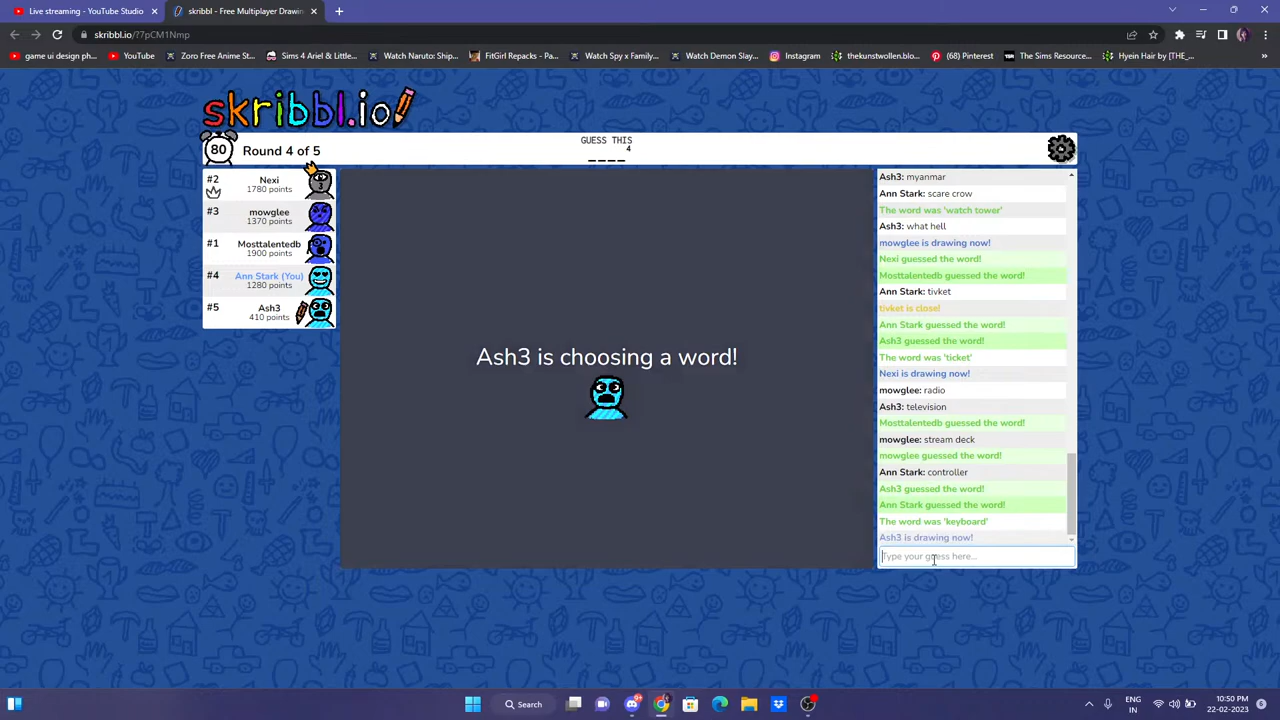 Live streaming - YouTube Studio
skribbl - Free Multiplayer Drawin
skribbl.io/?7pCM1Nmp
game ui design ph...
YouTube
Zoro Free Anime St...
Sims 4 Ariel & Little...
Watch Naruto: Ship...
FitGirl Repacks - Pa...
Watch Spy x Family...
Watch Demon Slay...
Instagram
thekunstwollen.blo...
(68) Pinterest
The Sims Resource...
Hyein Hair by [THE_...
skribbl.io
80
Round 4 of 5
GUESS THIS
4
____
#2
Nexi
1780 points
#3
mowglee
1370 points
#1
Mosttalentedb
1900 points
#4
Ann Stark (You)
1280 points
#5
Ash3
410 points
Ash3 is choosing a word!
Ash3: myanmar
Ann Stark: scare crow
The word was 'watch tower'
Ash3: what hell
mowglee is drawing now!
Nexi guessed the word!
Mosttalentedb guessed the word!
Ann Stark: tivket
tivket is close!
Ann Stark guessed the word!
Ash3 guessed the word!
The word was 'ticket'
Nexi is drawing now!
mowglee: radio
Ash3: television
Mosttalentedb guessed the word!
mowglee: stream deck
mowglee guessed the word!
Ann Stark: controller
Ash3 guessed the word!
Ann Stark guessed the word!
The word was 'keyboard'
Ash3 is drawing now!
Type your guess here...
Search
ENG
IN
10:50 PM
22-02-2023